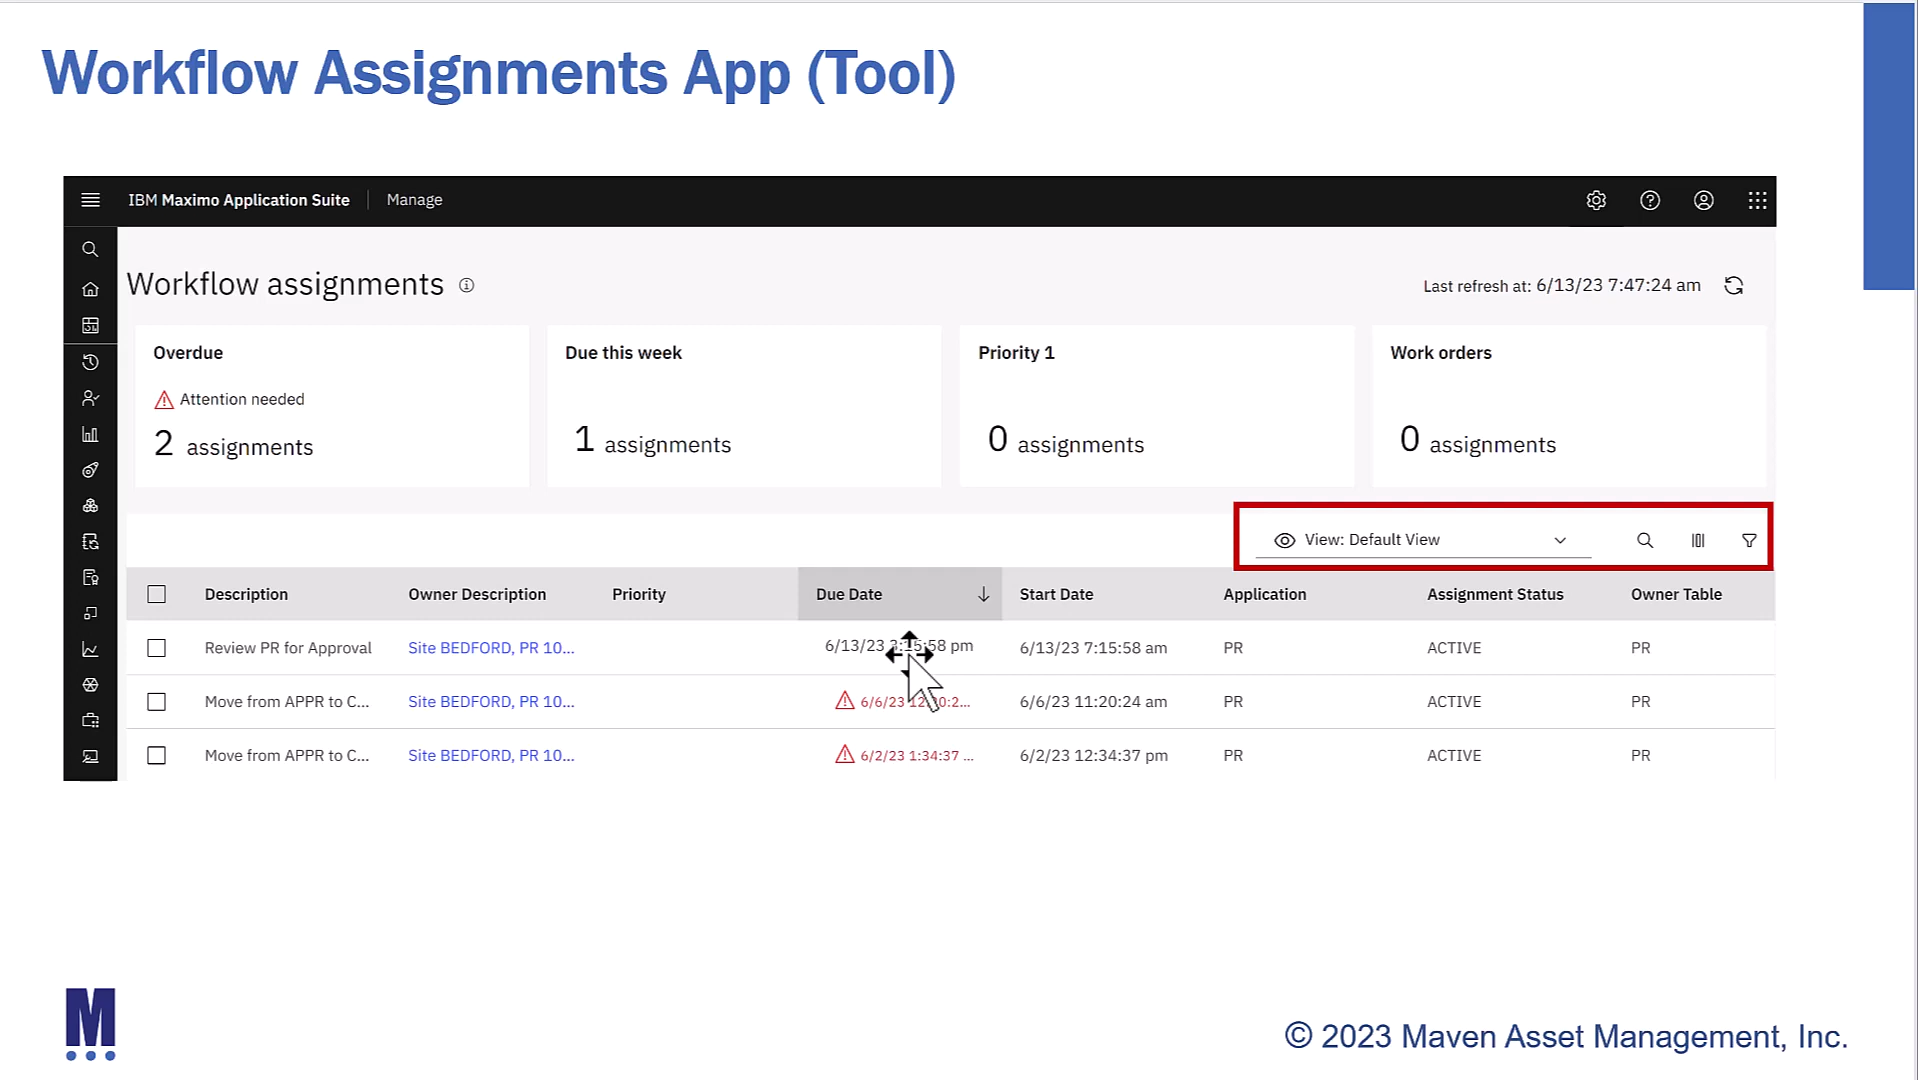 Workflow Assignments App (Tool)
IBM Maximo Application Suite | Manage
Workflow assignments
Last refresh at: 6/13/23 7:47:24 am
Overdue
Attention needed
2 assignments
Due this week
1 assignments
Priority 1
0 assignments
Work orders
0 assignments
View: Default View
Description Owner Description Priority Due Date Start Date Application Assignment Status Owner Table
Review PR for Approval Site BEDFORD, PR 10... 6/13/23 pm 6/13/23 7:15:58 am PR ACTIVE PR
Move from APPR to C... Site BEDFORD, PR 10... 6/6/23 6/6/23 11:20:24 am PR ACTIVE PR
Move from APPR to C... Site BEDFORD, PR 10... 6/2/23 1:34:37 ... 6/2/23 12:34:37 pm PR ACTIVE PR
M
© 2023 Maven Asset Management, Inc.